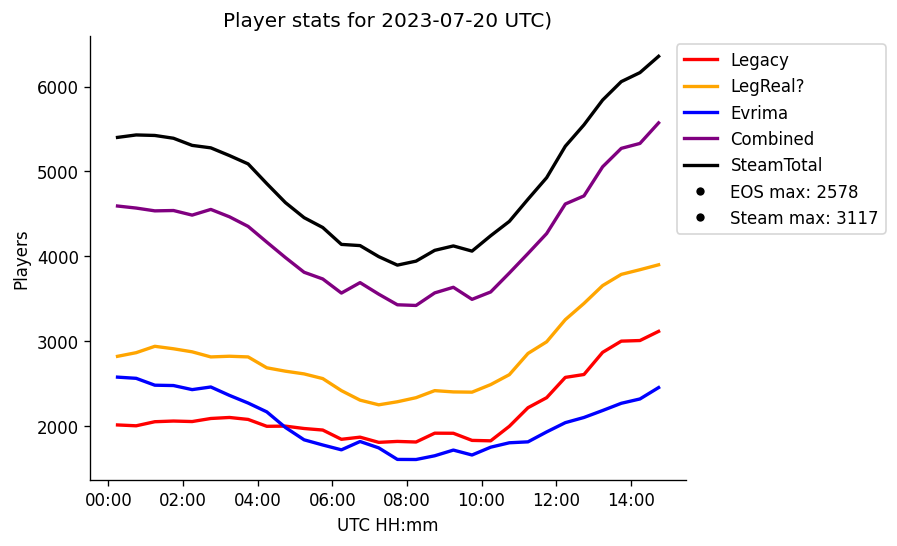 Player stats for 2023-07-20 UTC)
Legacy
LegReal?
Evrima
Combined
SteamTotal
EOS max: 2578
Steam max: 3117
Players
6000
5000
4000
3000
2000
00:00 02:00 04:00 06:00 08:00 10:00 12:00 14:00
UTC HH:mm